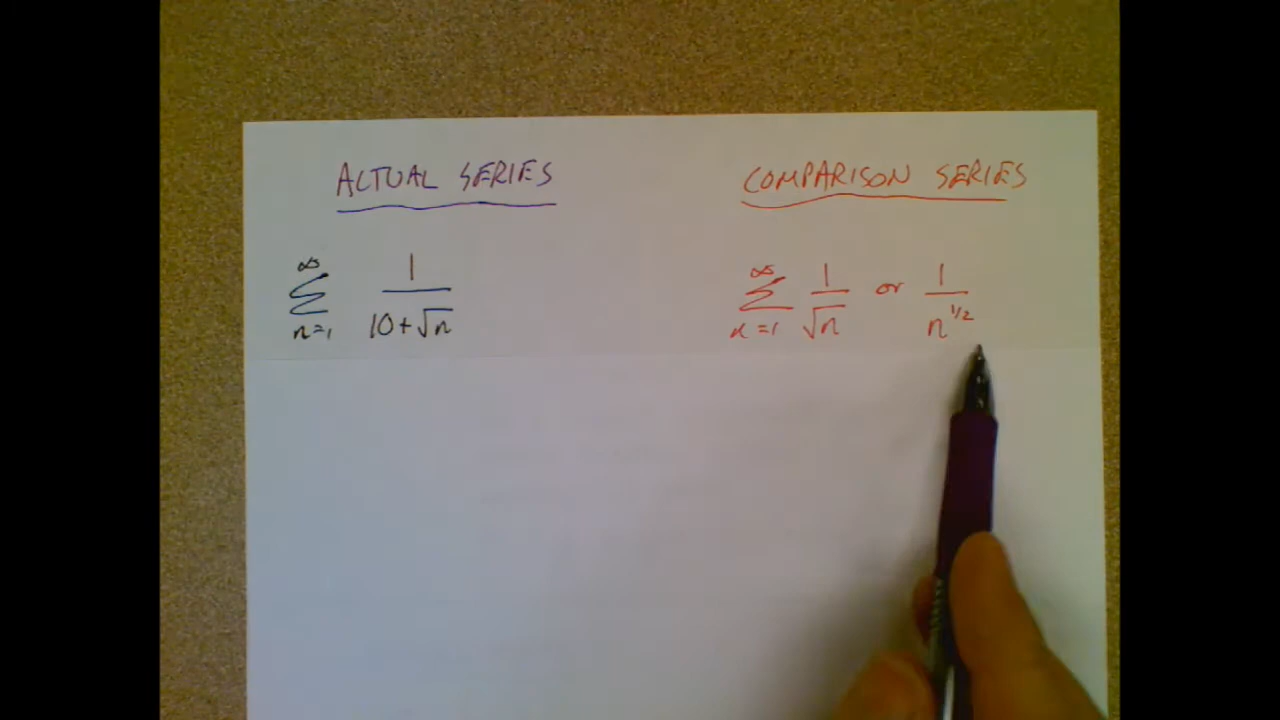 ACTUAL SERIES
COMPARISON SERIES
∞
Σ 1/(10+√n)
n=1
∞
Σ 1/√n or 1/n^1/2
n=1